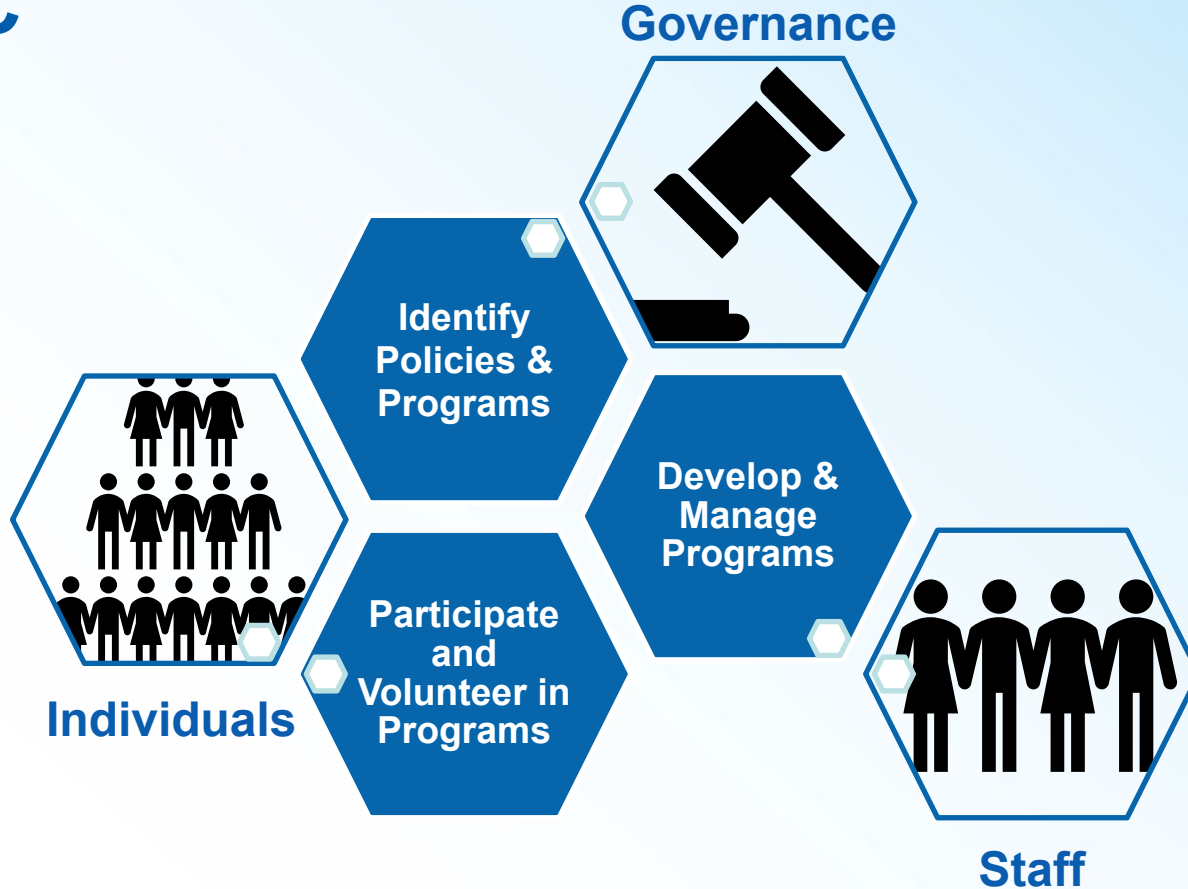 Governance
Identify
Policies &
Programs
Develop &
Manage
Programs
Participate
and
Volunteer in
Programs
Individuals
Staff